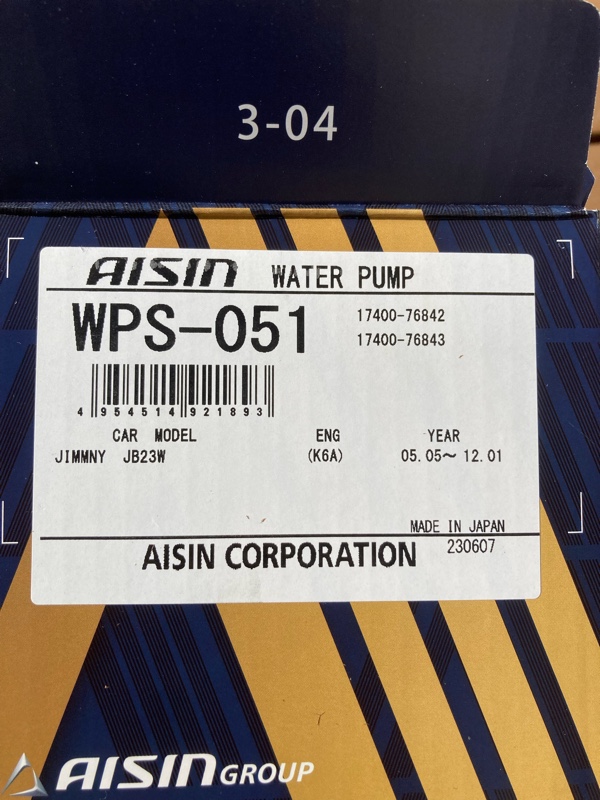 3-04
AISIN WATER PUMP
WPS-051 17400-76842
17400-76843
4 954514 921893
CAR MODEL ENG YEAR
JIMMNY JB23W (K6A) 05.05～12.01
MADE IN JAPAN
AISIN CORPORATION 230607
AISIN GROUP